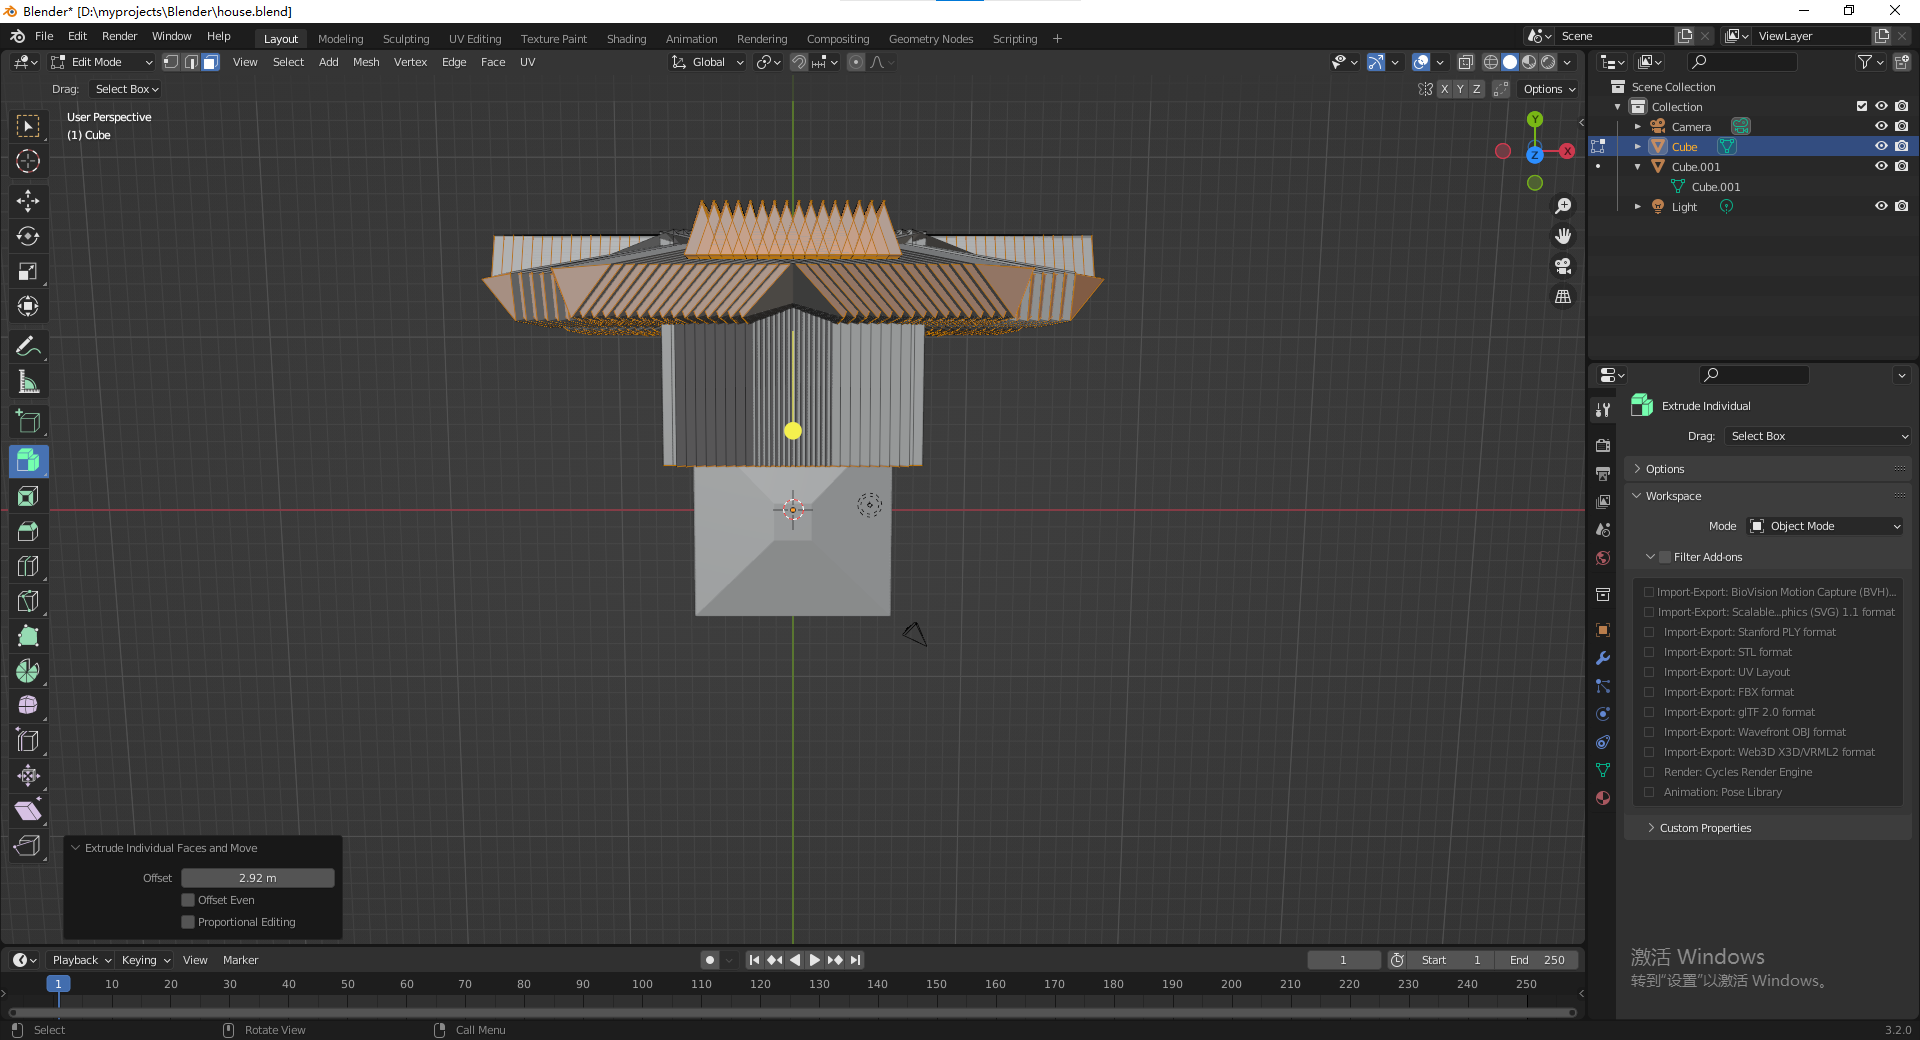 Blender* [D:\myprojects\Blender\house.blend]
File Edit Render Window Help Layout Modeling Sculpting UV Editing Texture Paint Shading Animation Rendering Compositing Geometry Nodes Scripting + Scene ViewLayer
Edit Mode View Select Add Mesh Vertex Edge Face UV Global
Drag: Select Box X Y Z Options
User Perspective
(1) Cube
Y
X
Z
Scene Collection
Collection
Camera
Cube
Cube.001
Cube.001
Light
Extrude Individual
Drag: Select Box
Options
Workspace
Mode Object Mode
Filter Add-ons
Import-Export: BioVision Motion Capture (BVH)...
Import-Export: Scalable...phics (SVG) 1.1 format
Import-Export: Stanford PLY format
Import-Export: STL format
Import-Export: UV Layout
Import-Export: FBX format
Import-Export: glTF 2.0 format
Import-Export: Wavefront OBJ format
Import-Export: Web3D X3D/VRML2 format
Render: Cycles Render Engine
Animation: Pose Library
Custom Properties
Extrude Individual Faces and Move
Offset 2.92 m
Offset Even
Proportional Editing
Playback Keying View Marker 1 Start 1 End 250
1 10 20 30 40 50 60 70 80 90 100 110 120 130 140 150 160 170 180 190 200 210 220 230 240 250
激活 Windows
转到"设置"以激活 Windows。
Select Rotate View Call Menu 3.2.0